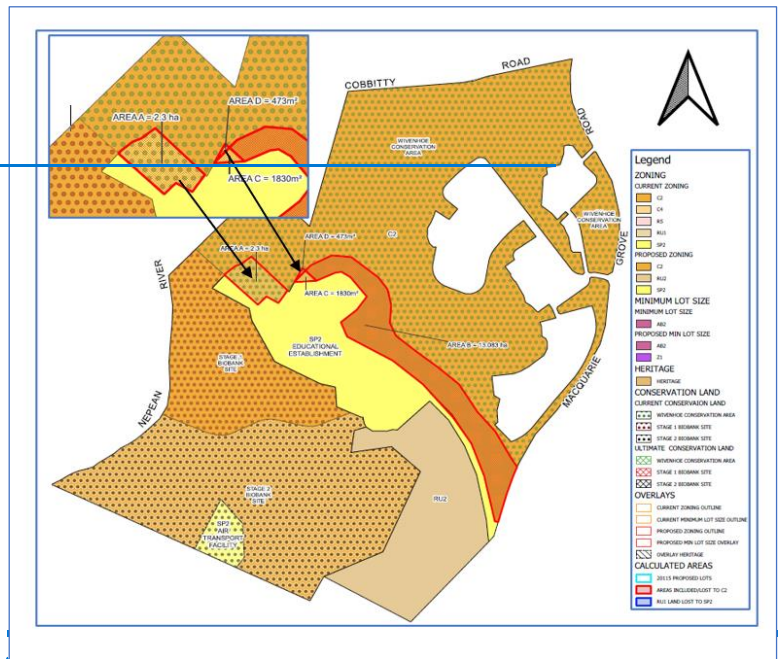 AREA D = 473m²
AREA A = 2.3 ha
AREA C = 1830m²
COBBITTY
ROAD
ROAD
WIVENHOE
CONSERVATION
AREA
WIVENHOE
CONSERVATION
AREA
GROVE
C2
AREA D = 473m²
AREA A = 2.3 ha
AREA C = 1830m²
RIVER
SP2
EDUCATIONAL
ESTABLISHMENT
AREA B = 13.083 ha
STAGE 1
BIOBANK
SITE
MACQUARIE
NEPEAN
STAGE 2
BIOBANK
SITE
RU2
SP2
AIR
TRANSPORT
FACILITY
Legend
ZONING
CURRENT ZONING
C2
C4
R5
RU1
SP2
PROPOSED ZONING
C2
RU2
SP2
MINIMUM LOT SIZE
MINIMUM LOT SIZE
AB2
PROPOSED MIN LOT SIZE
AB2
Z1
HERITAGE
HERITAGE
CONSERVATION LAND
CURRENT CONSERVAION LAND
WIVENHOE CONSERVATION AREA
STAGE 1 BIOBANK SITE
STAGE 2 BIOBANK SITE
ULTIMATE CONSERVATION LAND
WIVENHOE CONSERVATION AREA
STAGE 1 BIOBANK SITE
STAGE 2 BIOBANK SITE
OVERLAYS
CURRENT ZONING OUTLINE
CURRENT MINIMUM LOT SIZE OUTLINE
PROPOSED ZONING OUTLINE
PROPOSED MIN LOT SIZE OVERLAY
OVERLAY HERITAGE
CALCULATED AREAS
20115 PROPOSED LOTS
AREAS INCLUDED/LOST TO C2
RU1 LAND LOST TO SP2